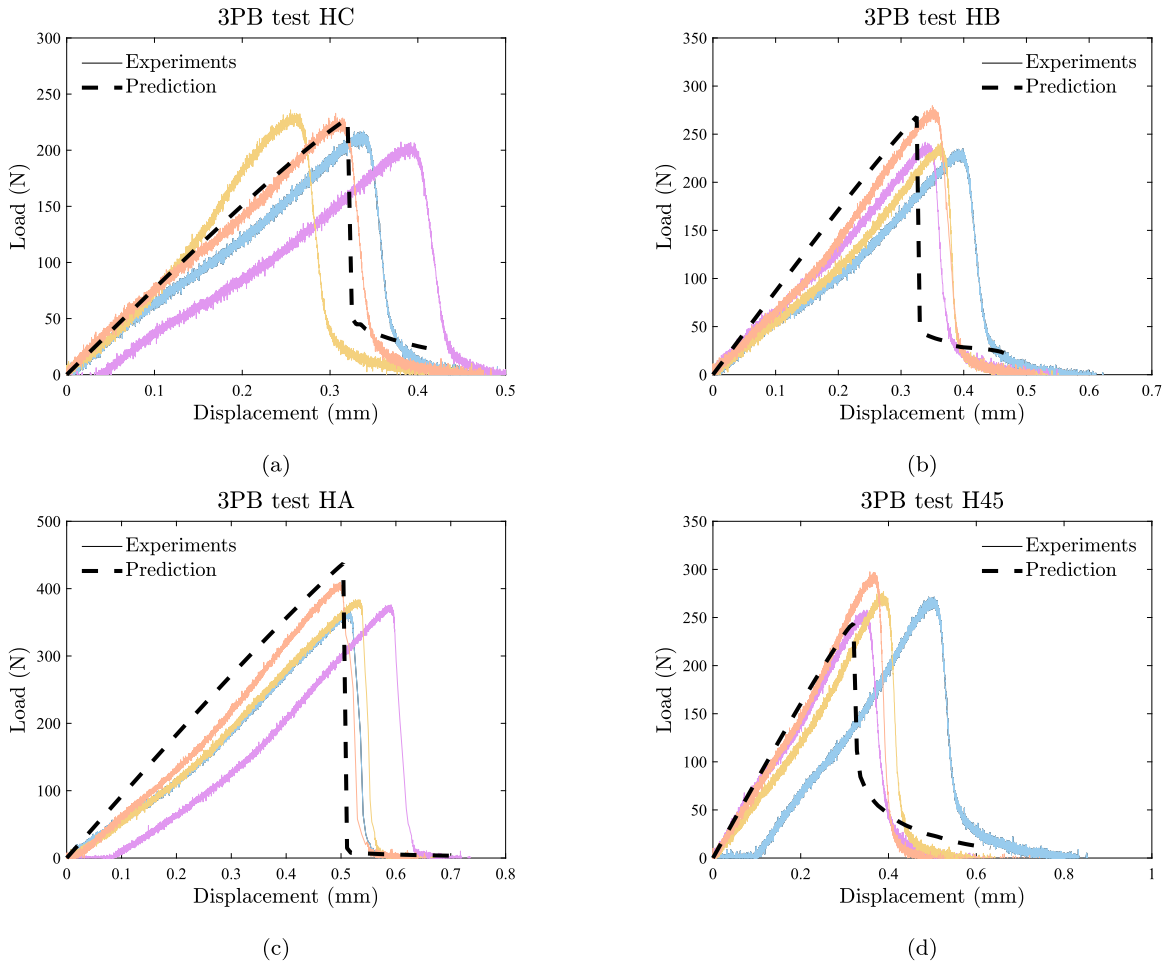 3PB test HC
300
250
200
150
100
50
0
0 0.1 0.2 0.3 0.4 0.5
Load (N)
Displacement (mm)
Experiments
Prediction
(a)
3PB test HB
350
300
250
200
150
100
50
0
0 0.1 0.2 0.3 0.4 0.5 0.6 0.7
Load (N)
Displacement (mm)
Experiments
Prediction
(b)
3PB test HA
500
400
300
200
100
0
0 0.1 0.2 0.3 0.4 0.5 0.6 0.7 0.8
Load (N)
Displacement (mm)
Experiments
Prediction
(c)
3PB test H45
350
300
250
200
150
100
50
0
0 0.2 0.4 0.6 0.8 1
Load (N)
Displacement (mm)
Experiments
Prediction
(d)